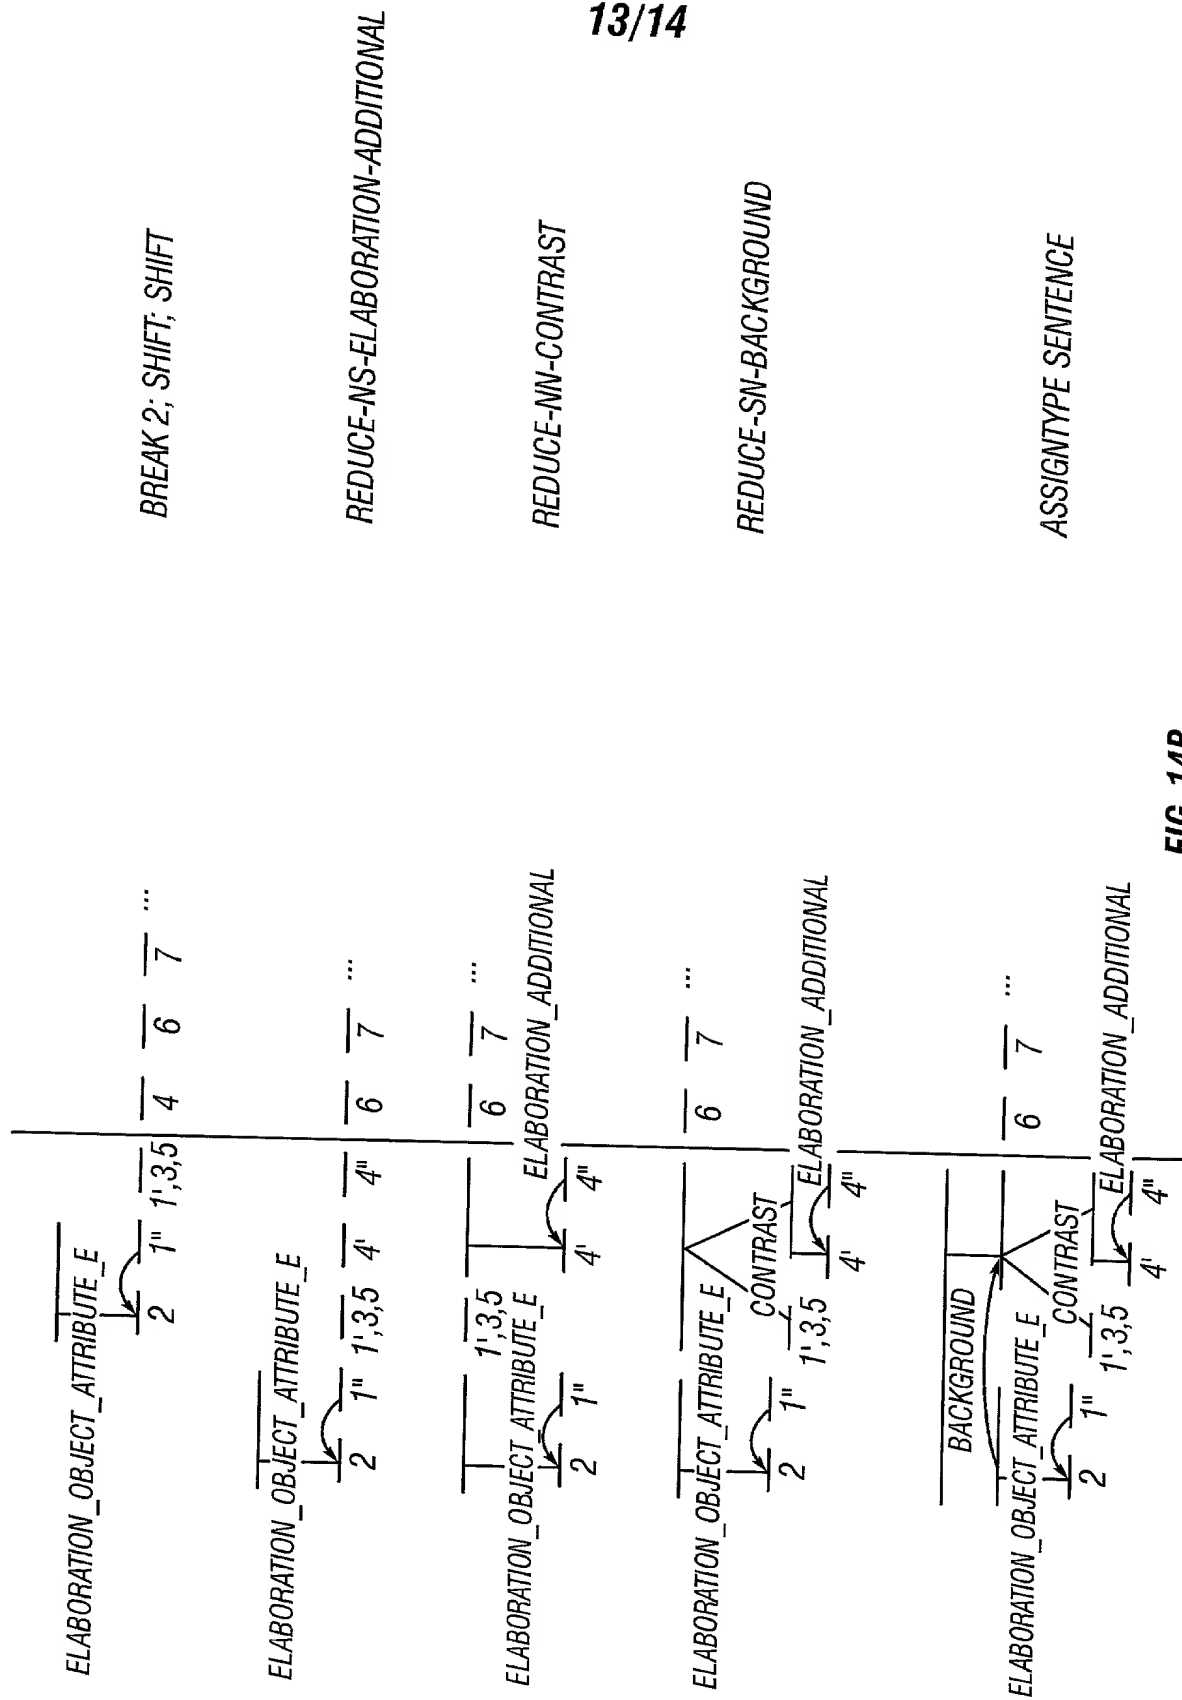 13/14
ELABORATION_OBJECT_ATTRIBUTE_E
2 1" 1',3,5 4 6 7 ...
BREAK 2; SHIFT; SHIFT
ELABORATION_OBJECT_ATTRIBUTE_E
2 1" 1',3,5 4' 4" 6 7 ...
REDUCE-NS-ELABORATION-ADDITIONAL
1',3,5 6 7 ...
ELABORATION_OBJECT_ATTRIBUTE_E ELABORATION_ADDITIONAL
2 1" 4' 4"
REDUCE-NN-CONTRAST
6 7 ...
ELABORATION_OBJECT_ATTRIBUTE_E CONTRAST
2 1" 1',3,5 ELABORATION_ADDITIONAL
4' 4"
REDUCE-SN-BACKGROUND
BACKGROUND
6 7 ...
ELABORATION_OBJECT_ATTRIBUTE_E CONTRAST
2 1" 1',3,5 ELABORATION_ADDITIONAL
4' 4"
ASSIGNTYPE SENTENCE
FIG. 14B